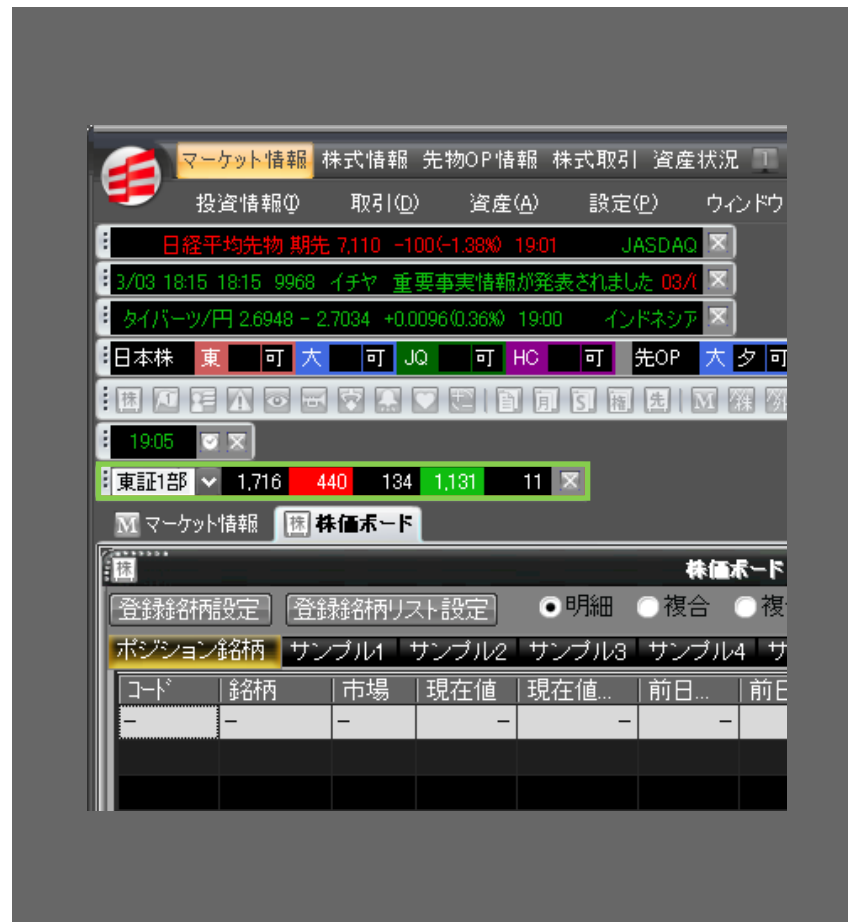 マーケット情報 株式情報 先物OP情報 株式取引 資産状況
投資情報(I) 取引(D) 資産(A) 設定(P) ウィンドウ
日経平均先物 期先 7,110 -100(-1.38%) 19:01 JASDAQ
3/03 18:15 18:15 9968 イチヤ 重要事実情報が発表されました 03/(
タイバーツ/円 2.6948 - 2.7034 +0.0096(0.36%) 19:00 インドネシア
日本株 東 可 大 可 JQ 可 HC 可 先OP 大 夕 可
19:05
東証1部 1,716 440 134 1,131 11
M マーケット情報 株 株価ボード
株 株価ボード
登録銘柄設定 登録銘柄リスト設定 明細 複合 複
ポジション銘柄 サンプル1 サンプル2 サンプル3 サンプル4 サ
コード 銘柄 市場 現在値 現在値... 前日... 前日
- - - - - -